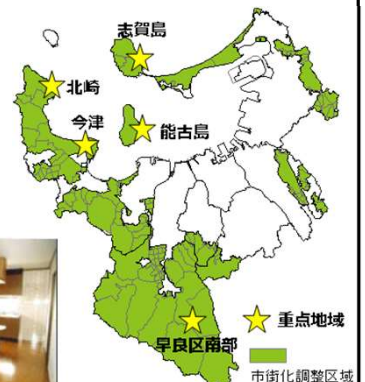 志賀島
北崎
今津
能古島
早良区南部
重点地域
市街化調整区域